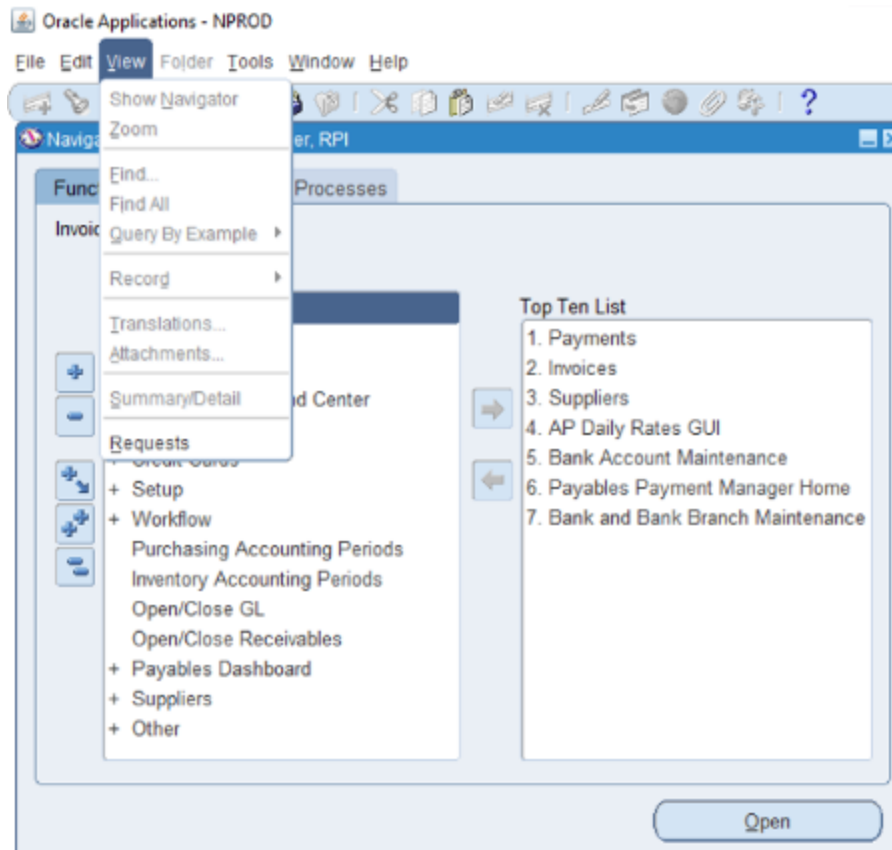 Oracle Applications - NPROD
File Edit View Folder Tools Window Help
Show Navigator
Zoom
Find...
Find All
Query By Example
Record
Translations...
Attachments...
Summary/Detail
Requests
Naviga er, RPI
Func Processes
Invoic
d Center
+ Credit Cards
+ Setup
+ Workflow
Purchasing Accounting Periods
Inventory Accounting Periods
Open/Close GL
Open/Close Receivables
+ Payables Dashboard
+ Suppliers
+ Other
Top Ten List
1. Payments
2. Invoices
3. Suppliers
4. AP Daily Rates GUI
5. Bank Account Maintenance
6. Payables Payment Manager Home
7. Bank and Bank Branch Maintenance
Open